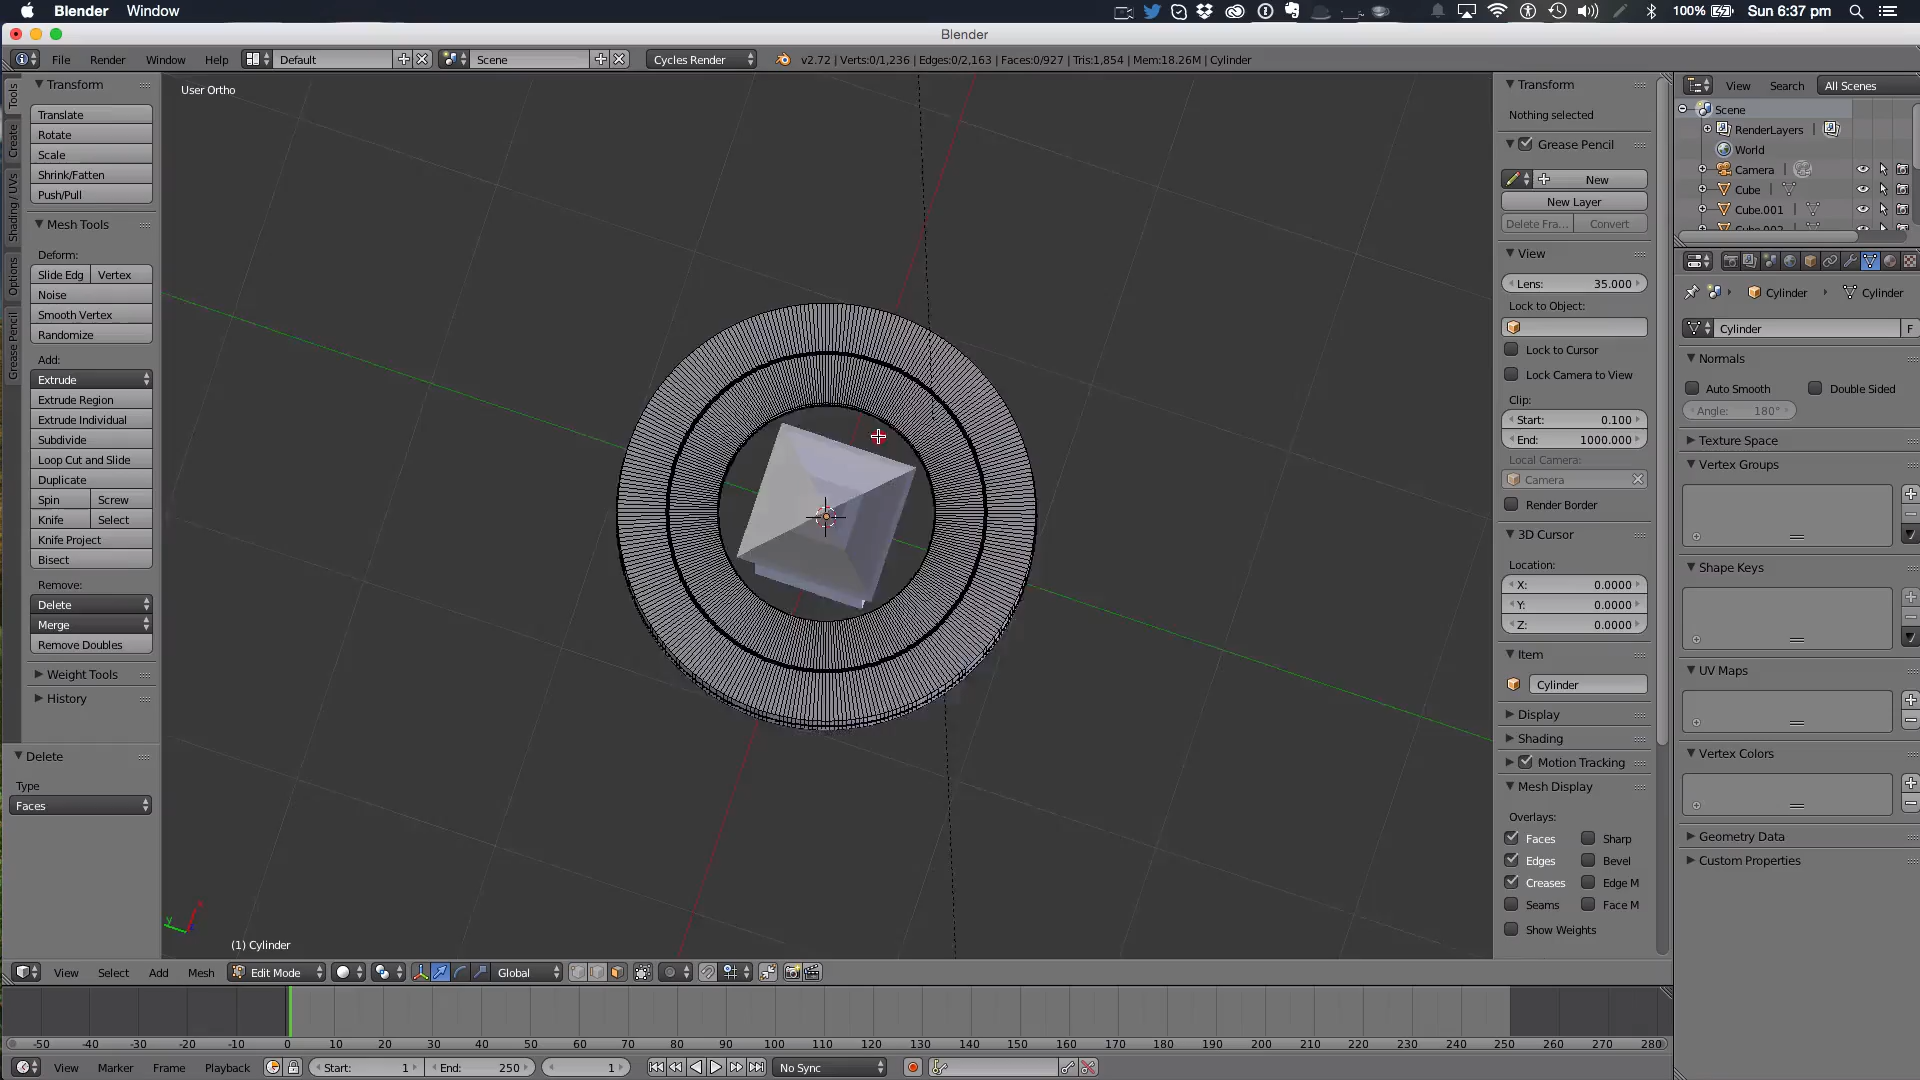 Blender Window 100% Sun 6:37 pm
Blender
File Render Window Help Default Scene Cycles Render v2.72 | Verts:0/1,236 | Edges:0/2,163 | Faces:0/927 | Tris:1,854 | Mem:18.26M | Cylinder
Tools
Create
Shading / UVs
Options
Grease Pencil
Transform
Translate
Rotate
Scale
Shrink/Fatten
Push/Pull
Mesh Tools
Deform:
Slide Edg Vertex
Noise
Smooth Vertex
Randomize
Add:
Extrude
Extrude Region
Extrude Individual
Subdivide
Loop Cut and Slide
Duplicate
Spin Screw
Knife Select
Knife Project
Bisect
Remove:
Delete
Merge
Remove Doubles
Weight Tools
History
Delete
Type
Faces
User Ortho
y
x
(1) Cylinder
Transform
Nothing selected
Grease Pencil
New
New Layer
Delete Fra... Convert
View
Lens: 35.000
Lock to Object:
Lock to Cursor
Lock Camera to View
Clip:
Start: 0.100
End: 1000.000
Local Camera:
Camera
Render Border
3D Cursor
Location:
X: 0.0000
Y: 0.0000
Z: 0.0000
Item
Cylinder
Display
Shading
Motion Tracking
Mesh Display
Overlays:
Faces Sharp
Edges Bevel
Creases Edge M
Seams Face M
Show Weights
View Search All Scenes
Scene
RenderLayers
World
Camera
Cube
Cube.001
Cube.002
Cylinder Cylinder
Cylinder F
Normals
Auto Smooth Double Sided
Angle: 180°
Texture Space
Vertex Groups
Shape Keys
UV Maps
Vertex Colors
Geometry Data
Custom Properties
View Select Add Mesh Edit Mode Global
-50 -40 -30 -20 -10 0 10 20 30 40 50 60 70 80 90 100 110 120 130 140 150 160 170 180 190 200 210 220 230 240 250 260 270 280
View Marker Frame Playback Start: 1 End: 250 1 No Sync